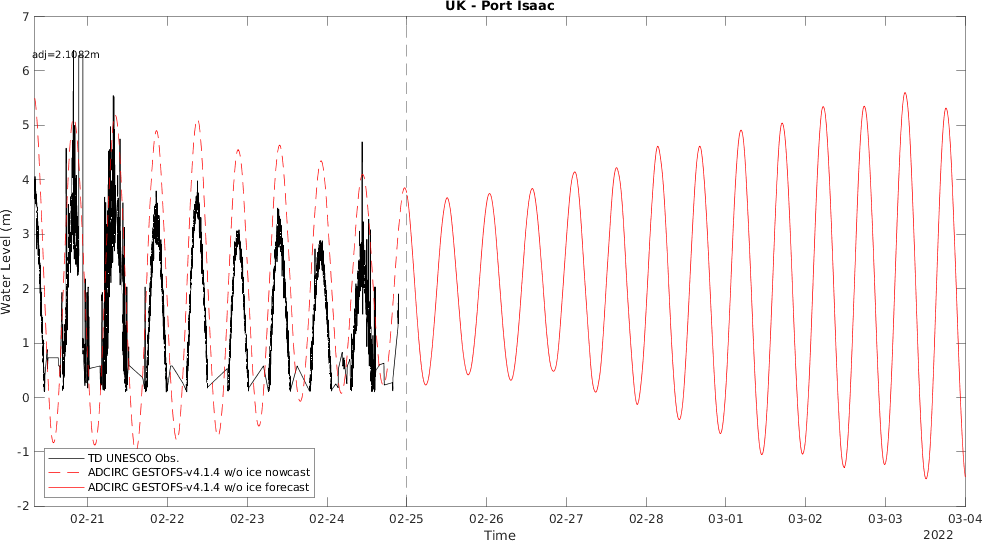 UK - Port Isaac
adj=2.1082m
Water Level (m)
7
6
5
4
3
2
1
0
-1
-2
TD UNESCO Obs.
ADCIRC GESTOFS-v4.1.4 w/o ice nowcast
ADCIRC GESTOFS-v4.1.4 w/o ice forecast
02-21 02-22 02-23 02-24 02-25 02-26 02-27 02-28 03-01 03-02 03-03 03-04
Time
2022